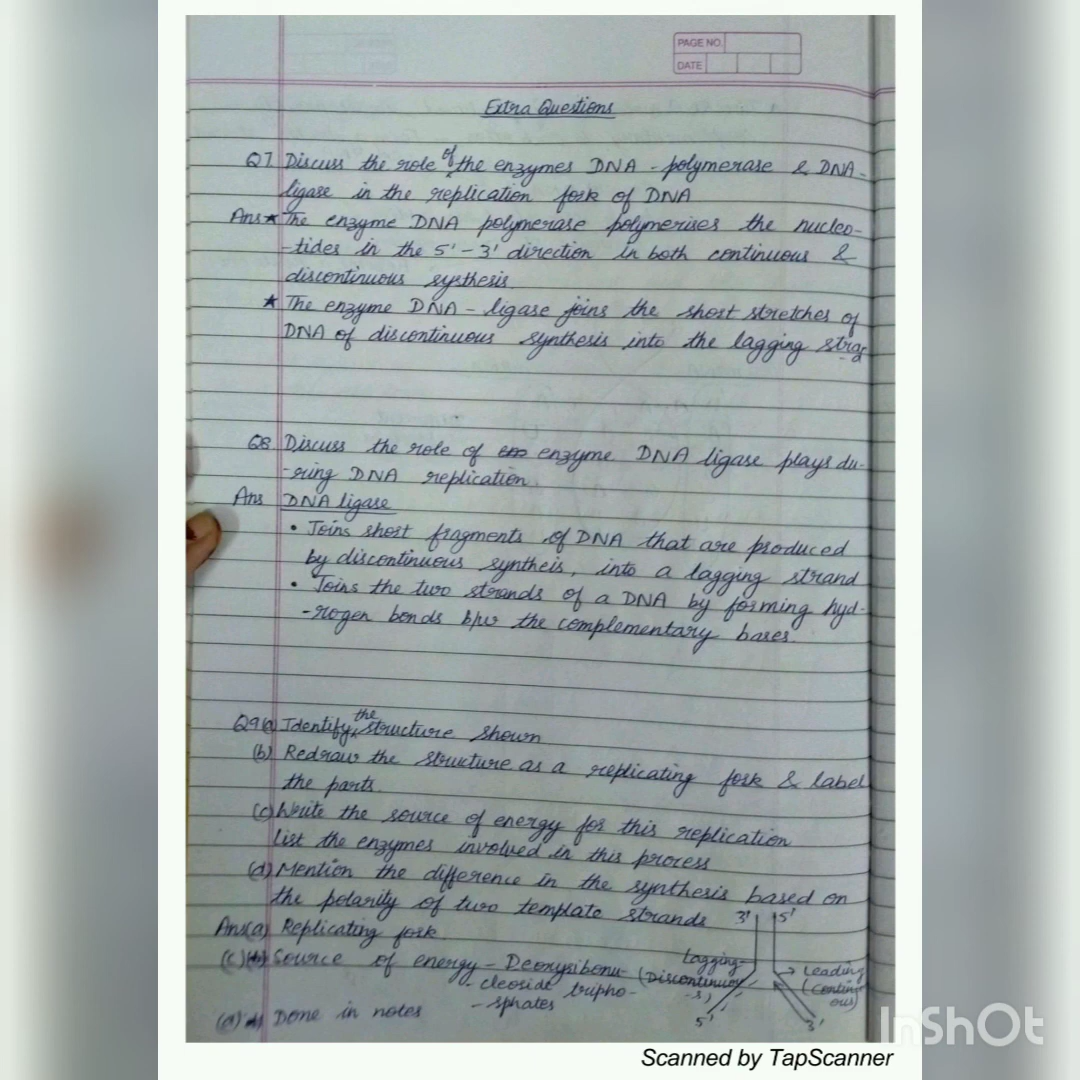 PAGE NO.
DATE
Extra Questions
Q7 Discuss the role of the enzymes DNA - polymerase & DNA -
ligase in the replication fork of DNA
Ans ★ The enzyme DNA polymerase polymerises the nucleo-
-tides in the 5' - 3' direction in both continuous &
discontinuous systhesis
★ The enzyme DNA - ligase joins the short stretches of
DNA of discontinuous synthesis into the lagging strand
Q8 Discuss the role of enzyme DNA ligase plays du-
-ring DNA replication
Ans DNA ligase
• Joins short fragments of DNA that are produced
by discontinuous syntheis, into a lagging strand
• Joins the two strands of a DNA by forming hyd-
-rogen bonds b/w the complementary bases.
Q9 (a) Identify the structure shown
(b) Redraw the structure as a replicating fork & label
the parts.
(c) Write the source of energy for this replication
List the enzymes involved in this process
(d) Mention the difference in the synthesis based on
the polarity of two template strands
3' 5'
Ans (a) Replicating fork
(c) Source of energy - Deoxyribonu-
-cleoside tripho-
-sphates
Lagging
(Discontinuou
-s)
→ Leading
(Continu-
ous)
5'
3'
(d) Done in notes
InShOt
Scanned by TapScanner